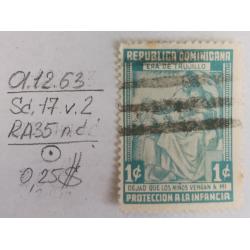 01.12.63
Sc. 17. v. 2
RA35 n.d.
0.25$
REPUBLICA DOMINICANA
ERA DE TRUJILLO
1¢ 1¢
DEJAD QUE LOS NIÑOS VENGAN A MI
PROTECCION A LA INFANCIA